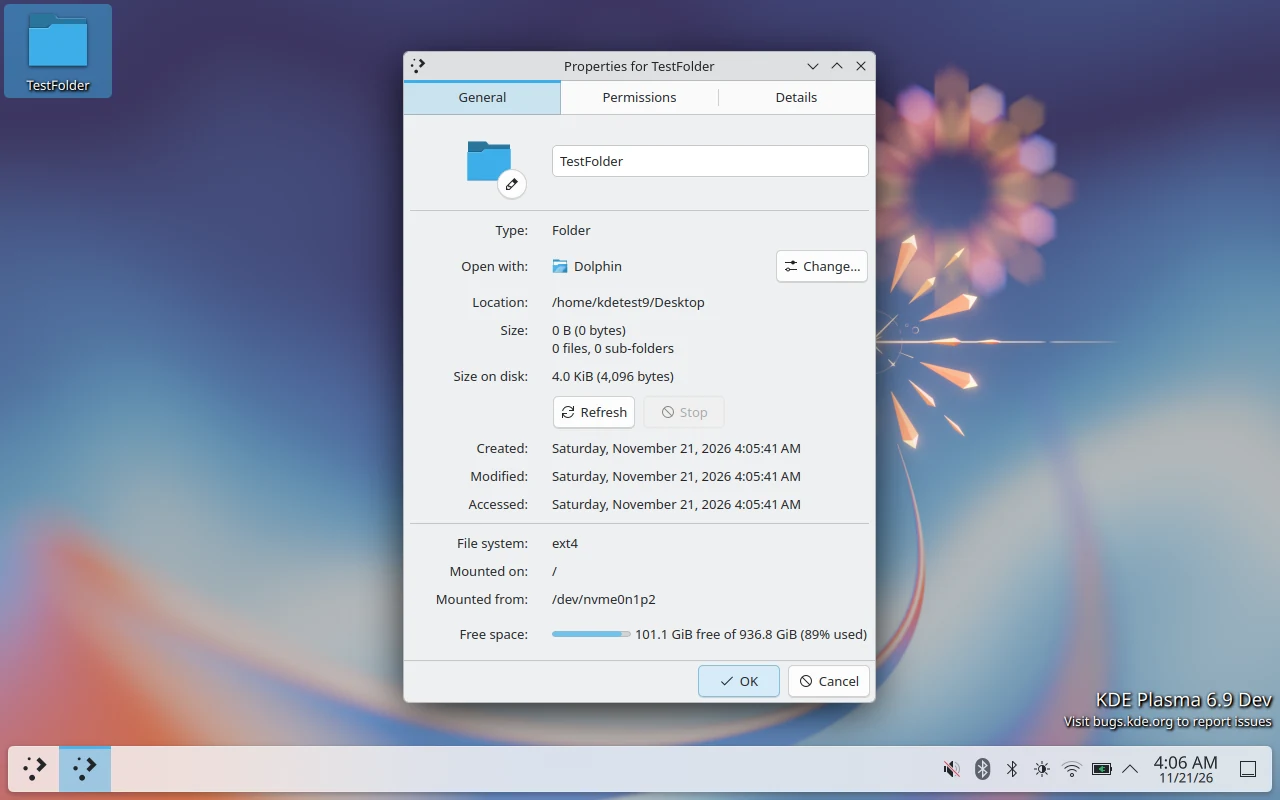 TestFolder
Properties for TestFolder
General
Permissions
Details
TestFolder
Type: Folder
Open with: Dolphin
Change...
Location: /home/kdetest9/Desktop
Size: 0 B (0 bytes)
0 files, 0 sub-folders
Size on disk: 4.0 KiB (4,096 bytes)
Refresh
Stop
Created: Saturday, November 21, 2026 4:05:41 AM
Modified: Saturday, November 21, 2026 4:05:41 AM
Accessed: Saturday, November 21, 2026 4:05:41 AM
File system: ext4
Mounted on: /
Mounted from: /dev/nvme0n1p2
Free space: 101.1 GiB free of 936.8 GiB (89% used)
OK
Cancel
KDE Plasma 6.9 Dev
Visit bugs.kde.org to report issues
4:06 AM
11/21/26